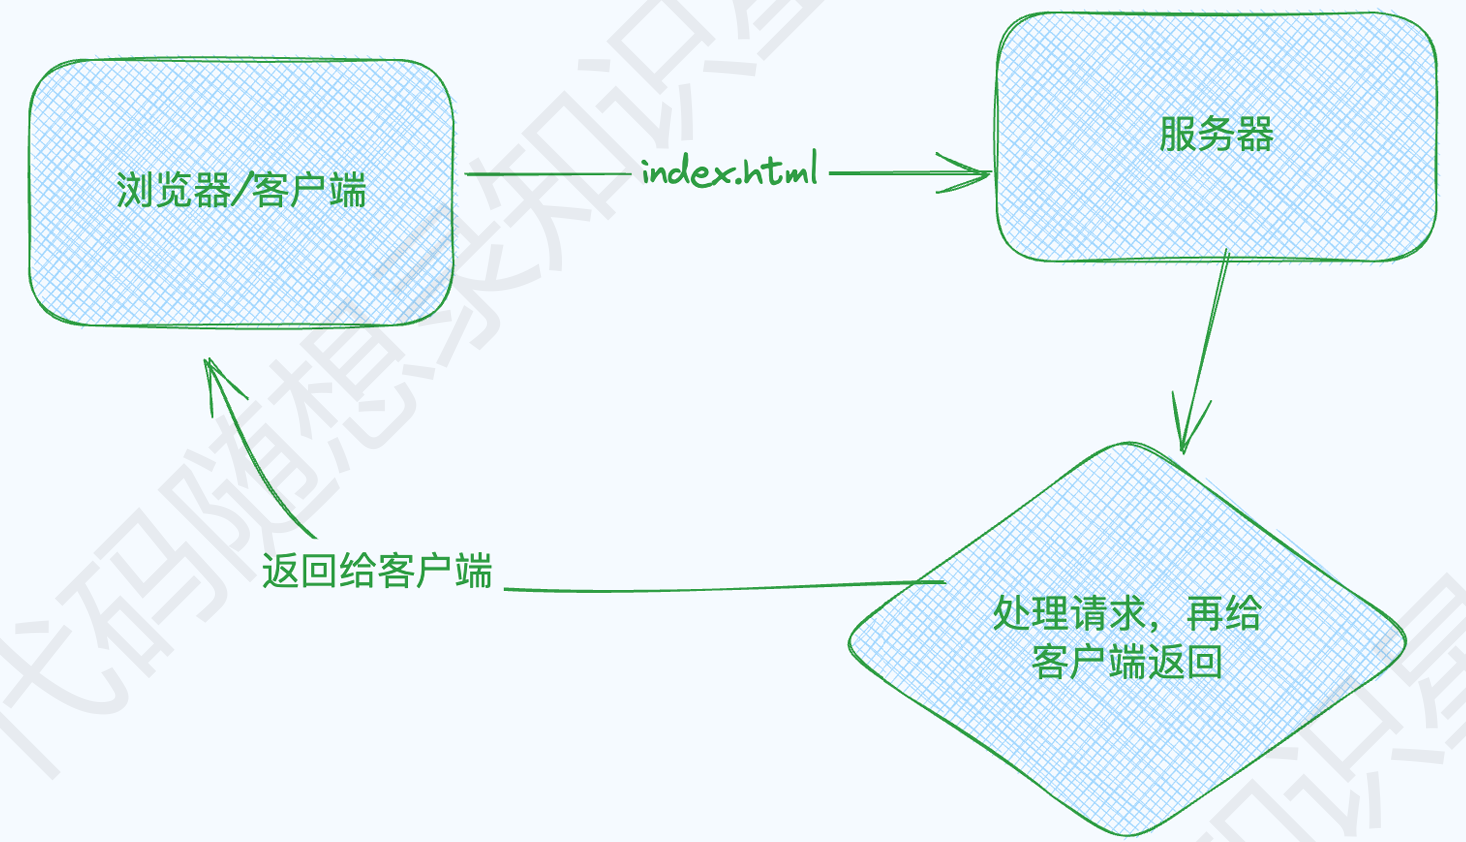 浏览器/客户端
index.html
服务器
返回给客户端
处理请求，再给
客户端返回
代码随想录知识星
知识星